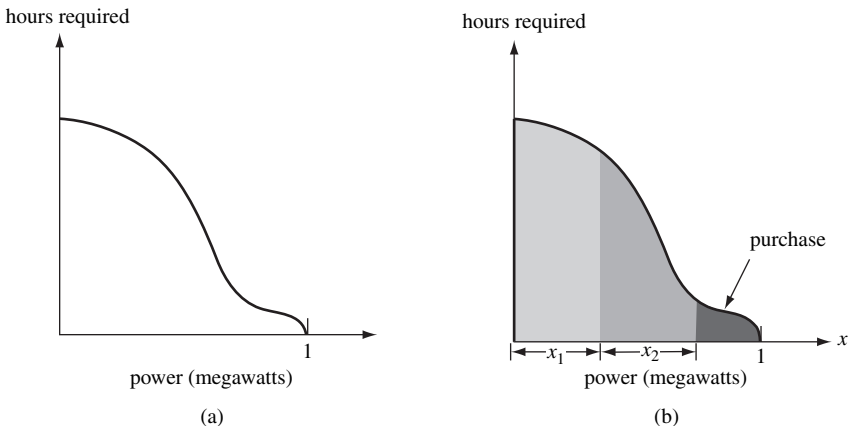 hours required
1
power (megawatts)
(a)
hours required
purchase
x
x1
x2
1
power (megawatts)
(b)